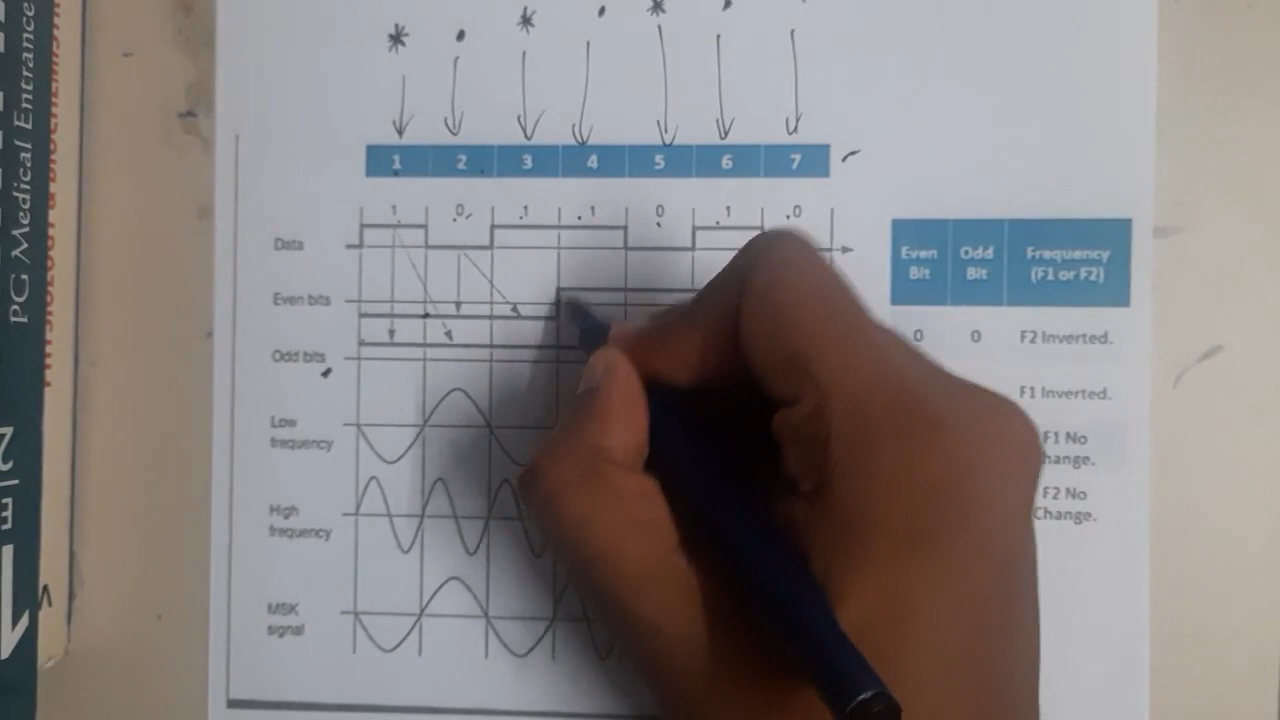 PG Medical Entrance
1 2 3 4 5 6 7
1 0 1 1 0 1 0
Data
Even bits
Odd bits
Low
frequency
High
frequency
MSK
signal
Even
Bit
Odd
Bit
Frequency
(F1 or F2)
0 0 F2 Inverted.
F1 Inverted.
F1 No
hange.
F2 No
Change.